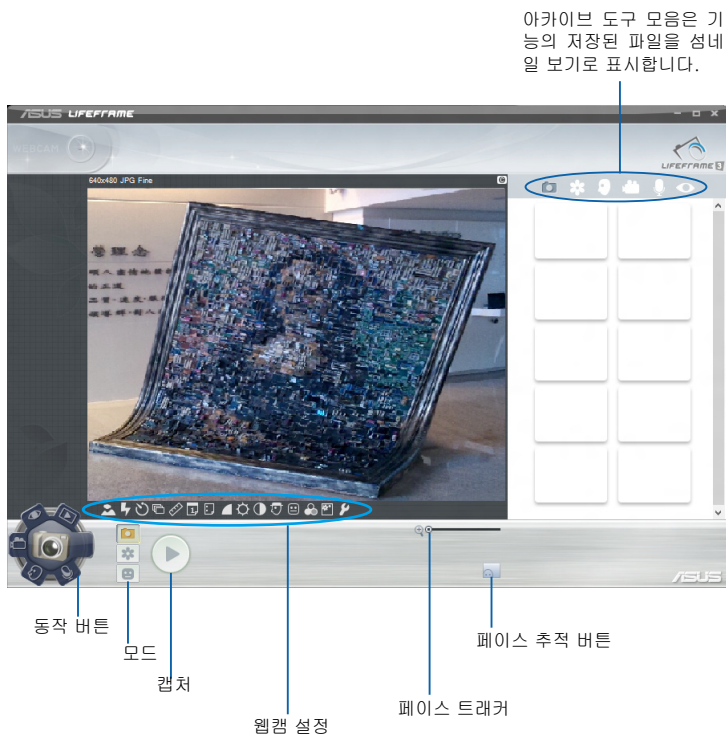 아카이브 도구 모음은 기
능의 저장된 파일을 섬네
일 보기로 표시합니다.
ASUS LIFEFRAME
WEBCAM
LIFEFRAME 3
640x480 JPG Fine
ASUS
동작 버튼
모드
캡처
웹캠 설정
페이스 트래커
페이스 추적 버튼